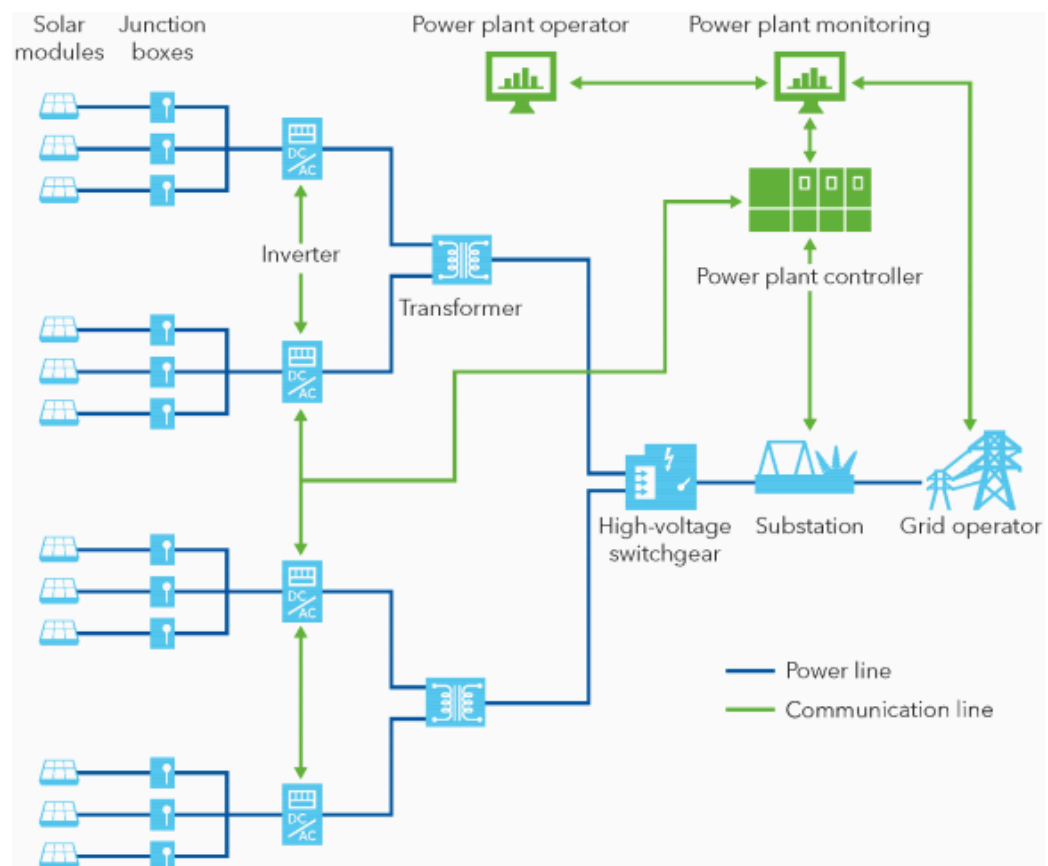 Solar
modules
Junction
boxes
Power plant operator
Power plant monitoring
DC
AC
Inverter
Transformer
Power plant controller
DC
AC
High-voltage
switchgear
Substation
Grid operator
DC
AC
Power line
Communication line
DC
AC